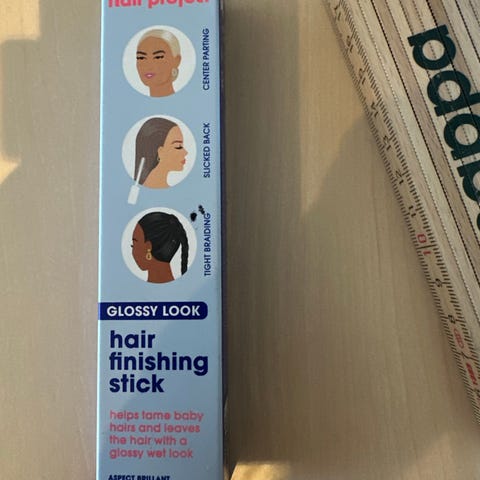 hair project
CENTER PARTING
SLICKED BACK
TIGHT BRAIDING
GLOSSY LOOK
hair
finishing
stick
helps tame baby
hairs and leaves
the hair with a
glossy wet look
ASPECT BRILLANT